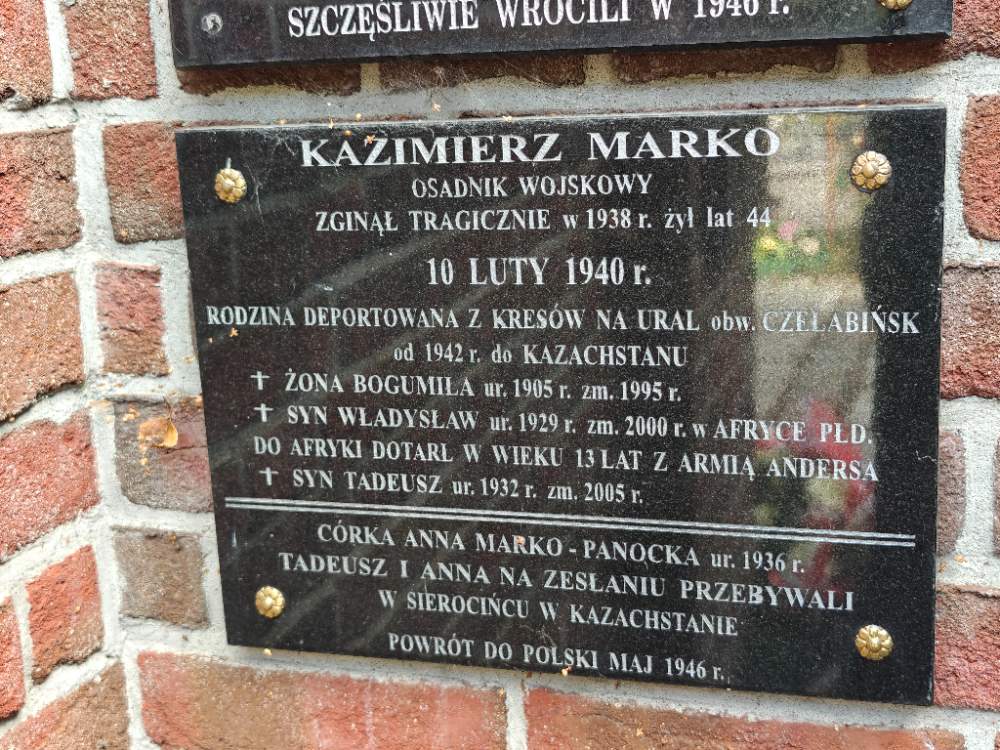 SZCZĘŚLIWIE WRÓCILI W 1946 r.
KAZIMIERZ MARKO
OSADNIK WOJSKOWY
ZGINĄŁ TRAGICZNIE w 1938 r. żył lat 44
10 LUTY 1940 r.
RODZINA DEPORTOWANA Z KRESÓW NA URAL obw. CZELABIŃSK
od 1942 r. do KAZACHSTANU
† ŻONA BOGUMIŁA ur. 1905 r. zm. 1995 r.
† SYN WŁADYSŁAW ur. 1929 r. zm. 2000 r. w AFRYCE PŁD.
DO AFRYKI DOTARŁ W WIEKU 13 LAT Z ARMIĄ ANDERSA
† SYN TADEUSZ ur. 1932 r. zm. 2005 r.
CÓRKA ANNA MARKO - PANOCKA ur. 1936 r.
TADEUSZ I ANNA NA ZESŁANIU PRZEBYWALI
W SIEROCIŃCU W KAZACHSTANIE
POWRÓT DO POLSKI MAJ 1946 r.